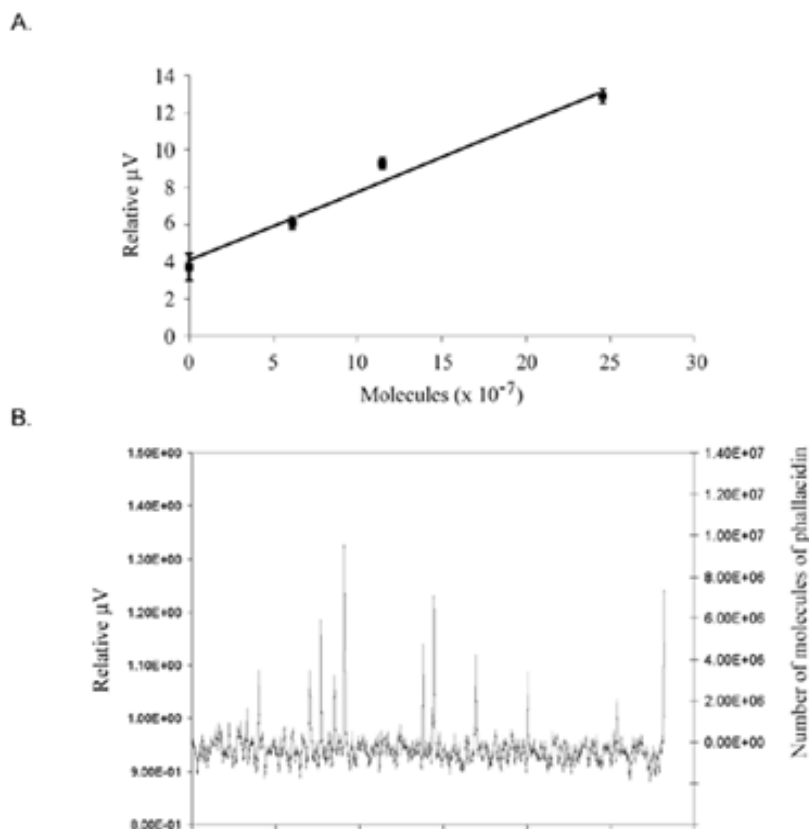 A.
14
12
10
8
6
4
2
0
Relative µV
0 5 10 15 20 25 30
Molecules (x 10⁻⁷)
B.
1.50E+00
1.40E+00
1.30E+00
1.20E+00
1.10E+00
1.00E+00
9.00E-01
8.00E-01
Relative µV
1.40E+07
1.20E+07
1.00E+07
8.00E+06
6.00E+06
4.00E+06
2.00E+06
0.00E+00
Number of molecules of phallacidin